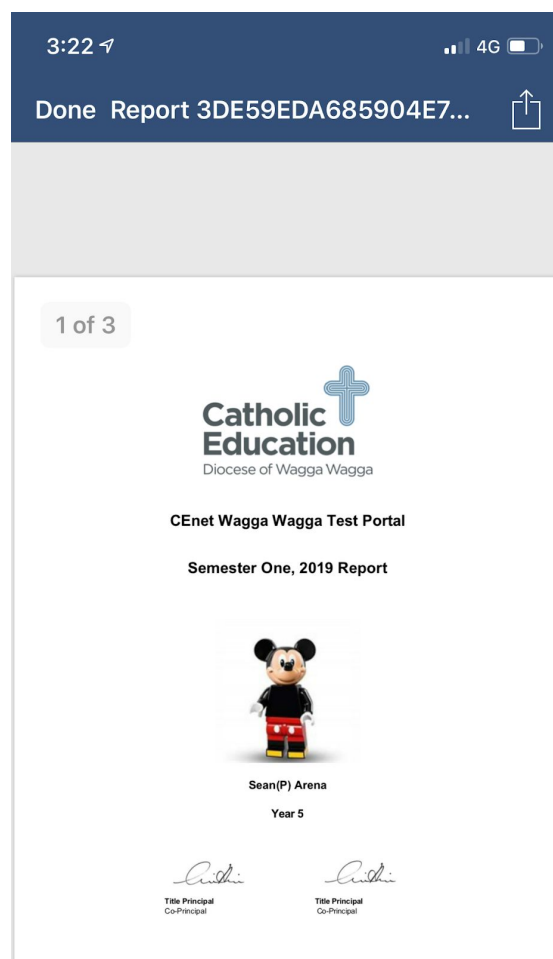 3:22
4G
Done Report 3DE59EDA685904E7...
1 of 3
Catholic
Education
Diocese of Wagga Wagga
CEnet Wagga Wagga Test Portal
Semester One, 2019 Report
Sean(P) Arena
Year 5
Title Principal
Co-Principal
Title Principal
Co-Principal